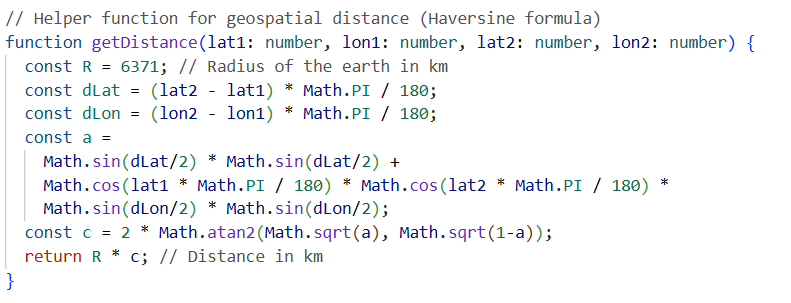 // Helper function for geospatial distance (Haversine formula)
function getDistance(lat1: number, lon1: number, lat2: number, lon2: number) {
  const R = 6371; // Radius of the earth in km
  const dLat = (lat2 - lat1) * Math.PI / 180;
  const dLon = (lon2 - lon1) * Math.PI / 180;
  const a =
    Math.sin(dLat/2) * Math.sin(dLat/2) +
    Math.cos(lat1 * Math.PI / 180) * Math.cos(lat2 * Math.PI / 180) *
    Math.sin(dLon/2) * Math.sin(dLon/2);
  const c = 2 * Math.atan2(Math.sqrt(a), Math.sqrt(1-a));
  return R * c; // Distance in km
}